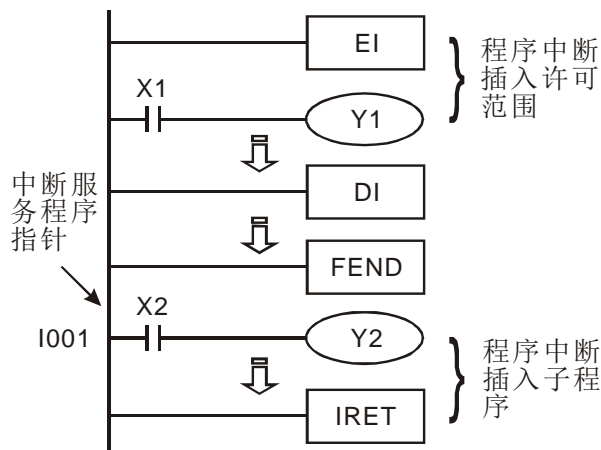 EI
程序中断
插入许可
范围
X1
Y1
中断服
务程序
指针
DI
FEND
X2
I001
Y2
程序中断
插入子程
序
IRET